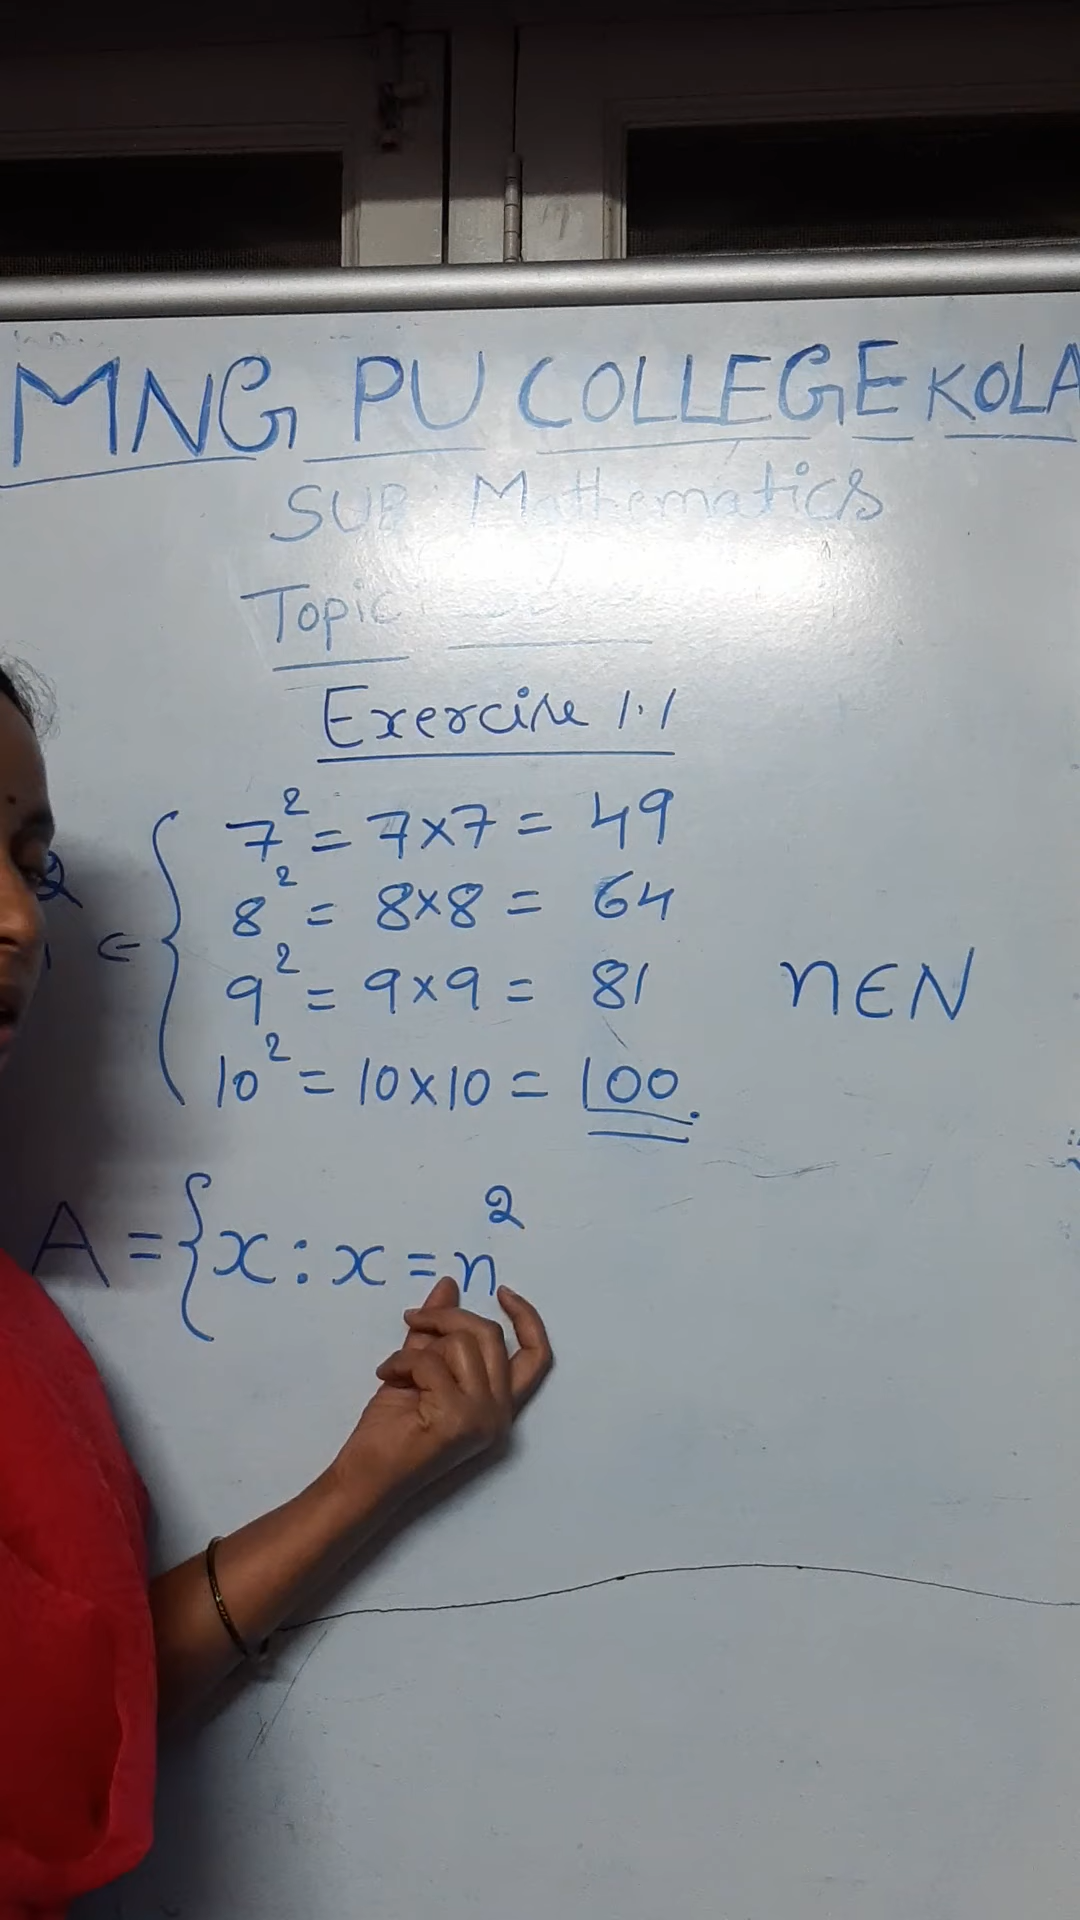 MNG PU COLLEGE KOLA
SUB Mathematics
Topic
Exercise 1.1
7² = 7×7 = 49
8² = 8×8 = 64
9² = 9×9 = 81
n∈N
10² = 10×10 = 100.
A = {x : x = n²